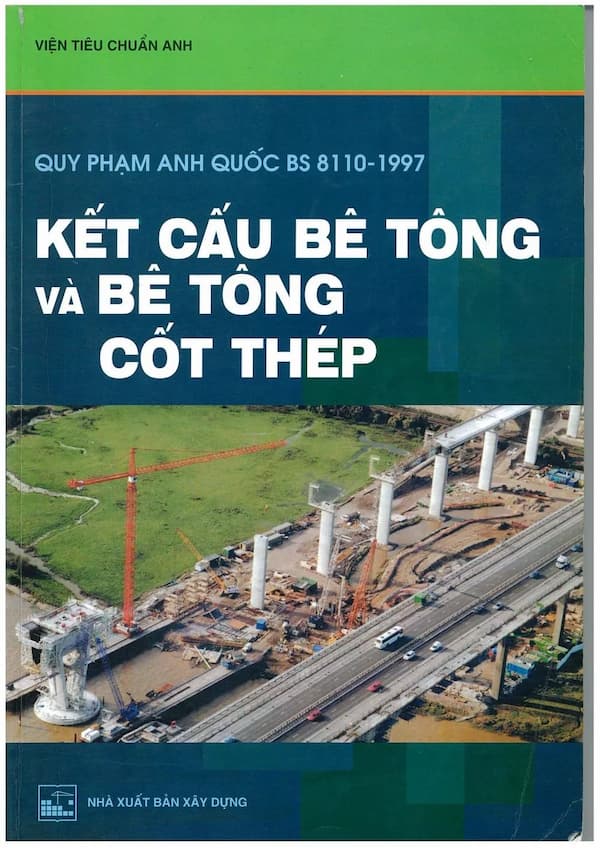 VIỆN TIÊU CHUẨN ANH
QUY PHẠM ANH QUỐC BS 8110-1997
KẾT CẤU BÊ TÔNG
VÀ BÊ TÔNG
CỐT THÉP
NHÀ XUẤT BẢN XÂY DỰNG